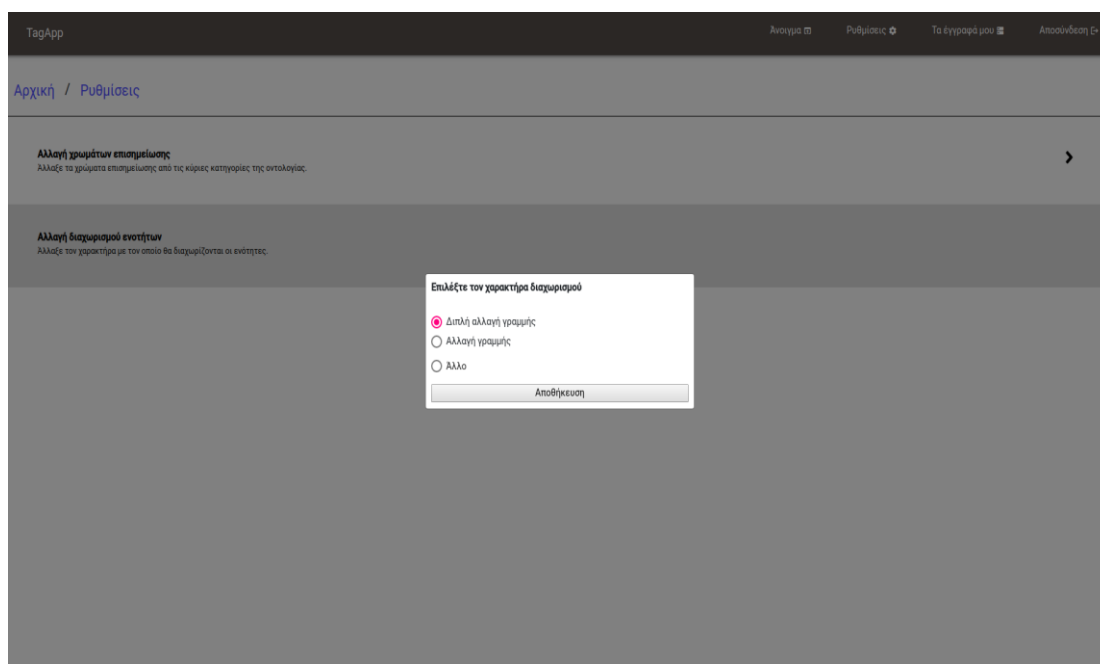 TagApp
Άνοιγμα
Ρυθμίσεις
Τα έγγραφά μου
Αποσύνδεση
Αρχική / Ρυθμίσεις
Αλλαγή χρωμάτων επισημείωσης
Άλλαξε τα χρώματα επισημείωσης από τις κύριες κατηγορίες της οντολογίας.
Αλλαγή διαχωρισμού ενοτήτων
Άλλαξε τον χαρακτήρα με τον οποίο θα διαχωρίζονται οι ενότητες.
Επιλέξτε τον χαρακτήρα διαχωρισμού
Διπλή αλλαγή γραμμής
Αλλαγή γραμμής
Άλλο
Αποθήκευση